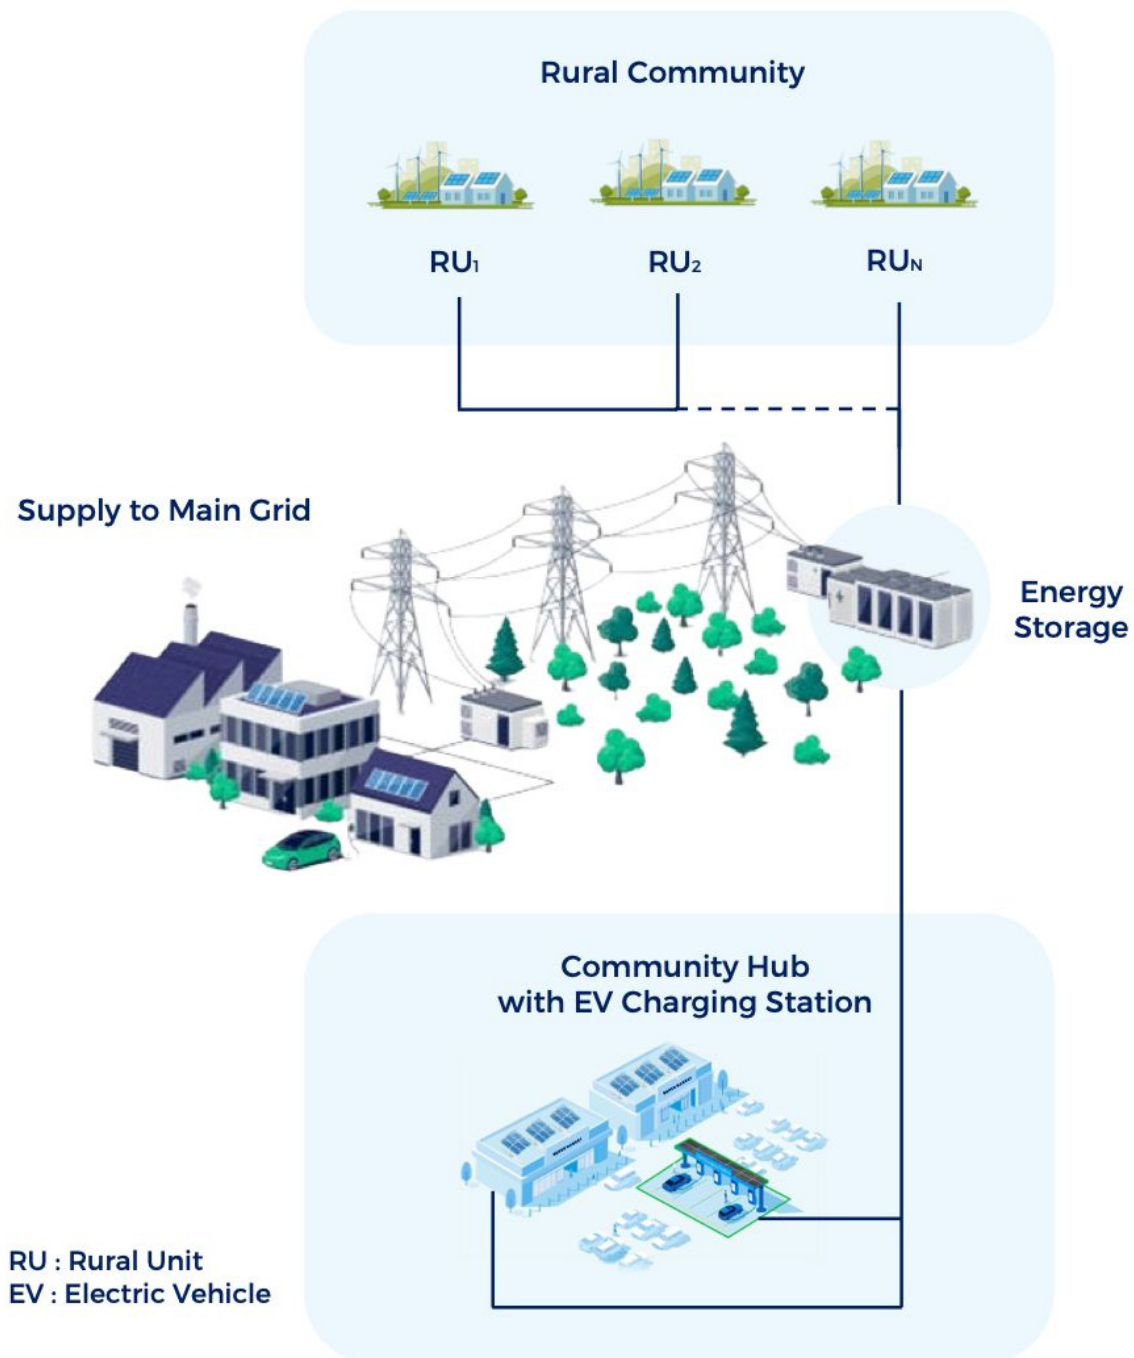 Rural Community
RU₁
RU₂
RUN
Supply to Main Grid
Energy
Storage
Community Hub
with EV Charging Station
RU : Rural Unit
EV : Electric Vehicle